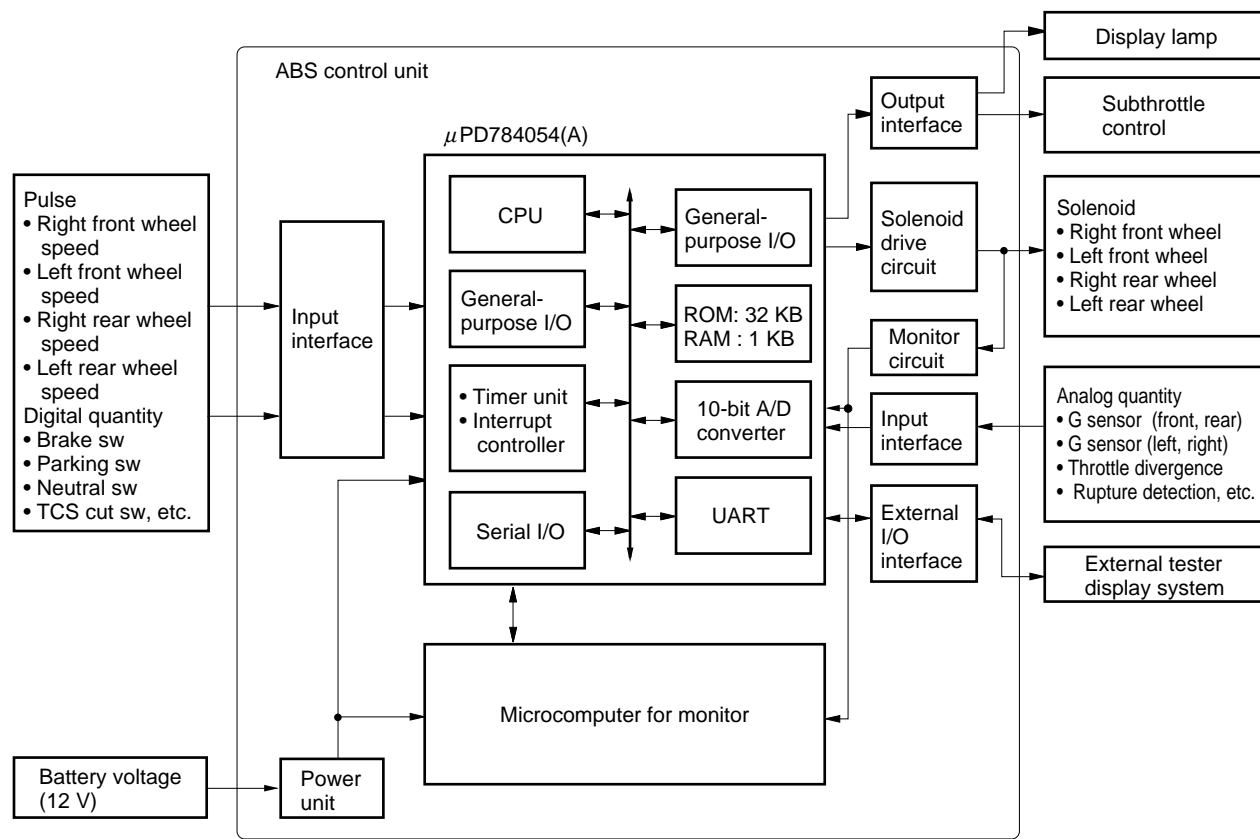 ABS control unit
µPD784054(A)
Pulse
• Right front wheel
speed
• Left front wheel
speed
• Right rear wheel
speed
• Left rear wheel
speed
Digital quantity
• Brake sw
• Parking sw
• Neutral sw
• TCS cut sw, etc.
Battery voltage
(12 V)
Input
interface
Power
unit
CPU
General-
purpose I/O
• Timer unit
• Interrupt
controller
Serial I/O
General-
purpose I/O
ROM: 32 KB
RAM : 1 KB
10-bit A/D
converter
UART
Microcomputer for monitor
Output
interface
Solenoid
drive
circuit
Monitor
circuit
Input
interface
External
I/O
interface
Display lamp
Subthrottle
control
Solenoid
• Right front wheel
• Left front wheel
• Right rear wheel
• Left rear wheel
Analog quantity
• G sensor (front, rear)
• G sensor (left, right)
• Throttle divergence
• Rupture detection, etc.
External tester
display system